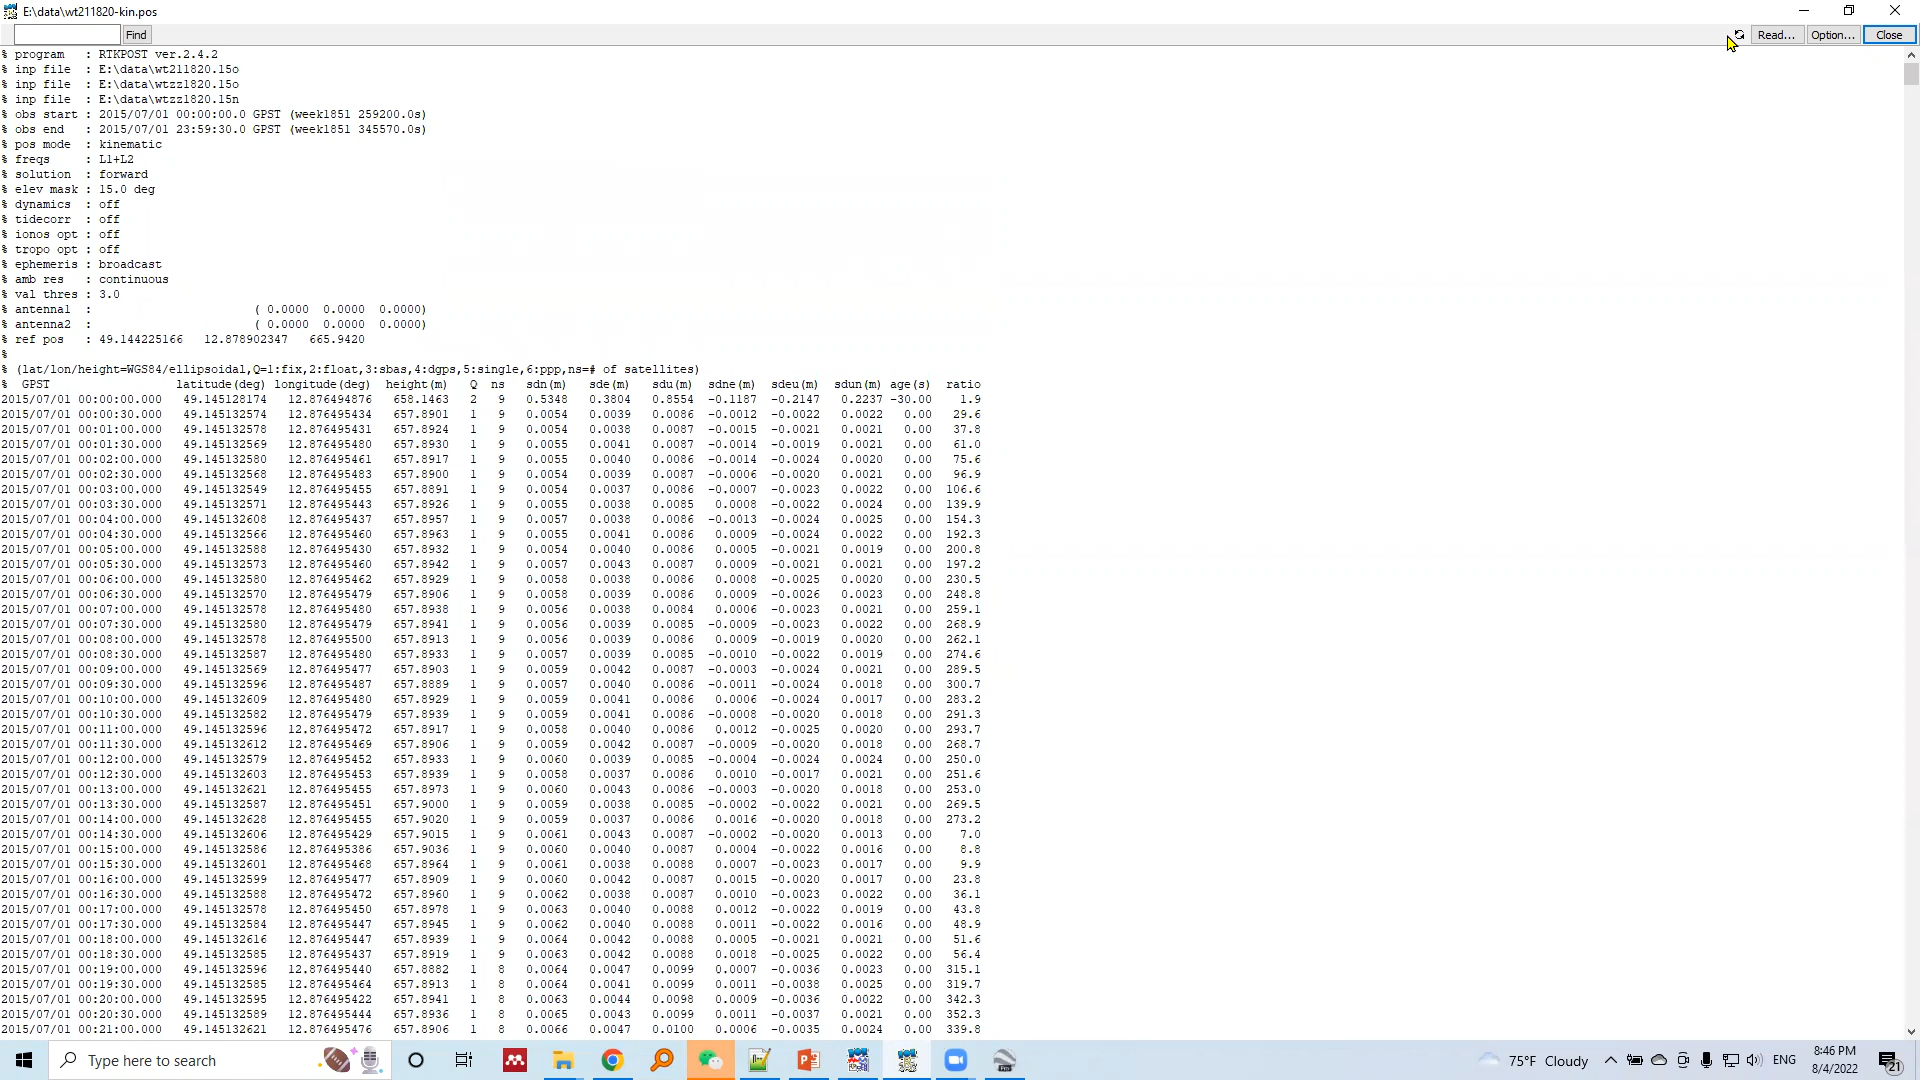 E:\data\wt211820-kin.pos
Find
Read...
Option...
Close
% program   : RTKPOST ver.2.4.2
% inp file  : E:\data\wt211820.15o
% inp file  : E:\data\wtzz1820.15o
% inp file  : E:\data\wtzz1820.15n
% obs start : 2015/07/01 00:00:00.0 GPST (week1851 259200.0s)
% obs end   : 2015/07/01 23:59:30.0 GPST (week1851 345570.0s)
% pos mode  : kinematic
% freqs     : L1+L2
% solution  : forward
% elev mask : 15.0 deg
% dynamics  : off
% tidecorr  : off
% ionos opt : off
% tropo opt : off
% ephemeris : broadcast
% amb res   : continuous
% val thres : 3.0
% antenna1  :                       ( 0.0000  0.0000  0.0000)
% antenna2  :                       ( 0.0000  0.0000  0.0000)
% ref pos   : 49.144225166   12.878902347   665.9420
%
% (lat/lon/height=WGS84/ellipsoidal,Q=1:fix,2:float,3:sbas,4:dgps,5:single,6:ppp,ns=# of satellites)
%  GPST                  latitude(deg) longitude(deg)  height(m)   Q  ns   sdn(m)   sde(m)   sdu(m)  sdne(m)  sdeu(m)  sdun(m) age(s)  ratio
2015/07/01 00:00:00.000   49.145128174   12.876494876   658.1463   2   9   0.5348   0.3804   0.8554  -0.1187  -0.2147   0.2237 -30.00    1.9
2015/07/01 00:00:30.000   49.145132574   12.876495434   657.8901   1   9   0.0054   0.0039   0.0086  -0.0012  -0.0022   0.0022   0.00   29.6
2015/07/01 00:01:00.000   49.145132578   12.876495431   657.8924   1   9   0.0054   0.0038   0.0087  -0.0015  -0.0021   0.0021   0.00   37.8
2015/07/01 00:01:30.000   49.145132569   12.876495480   657.8930   1   9   0.0055   0.0041   0.0087  -0.0014  -0.0019   0.0019   0.00   61.0
2015/07/01 00:02:00.000   49.145132580   12.876495461   657.8917   1   9   0.0055   0.0040   0.0086  -0.0014  -0.0024   0.0020   0.00   75.6
2015/07/01 00:02:30.000   49.145132568   12.876495483   657.8900   1   9   0.0054   0.0039   0.0087  -0.0006  -0.0020   0.0021   0.00   96.9
2015/07/01 00:03:00.000   49.145132549   12.876495455   657.8891   1   9   0.0054   0.0037   0.0086  -0.0007  -0.0023   0.0022   0.00  106.6
2015/07/01 00:03:30.000   49.145132571   12.876495443   657.8926   1   9   0.0055   0.0038   0.0085   0.0008  -0.0022   0.0024   0.00  139.9
2015/07/01 00:04:00.000   49.145132608   12.876495437   657.8957   1   9   0.0057   0.0038   0.0086  -0.0013  -0.0024   0.0025   0.00  154.3
2015/07/01 00:04:30.000   49.145132566   12.876495460   657.8963   1   9   0.0055   0.0041   0.0086   0.0009  -0.0024   0.0022   0.00  192.3
2015/07/01 00:05:00.000   49.145132588   12.876495430   657.8932   1   9   0.0054   0.0040   0.0086   0.0005  -0.0021   0.0019   0.00  200.8
2015/07/01 00:05:30.000   49.145132573   12.876495460   657.8942   1   9   0.0057   0.0043   0.0087   0.0009  -0.0021   0.0021   0.00  197.2
2015/07/01 00:06:00.000   49.145132580   12.876495462   657.8929   1   9   0.0058   0.0038   0.0086   0.0008  -0.0025   0.0020   0.00  230.5
2015/07/01 00:06:30.000   49.145132570   12.876495479   657.8906   1   9   0.0058   0.0039   0.0086   0.0009  -0.0026   0.0023   0.00  248.8
2015/07/01 00:07:00.000   49.145132578   12.876495480   657.8938   1   9   0.0056   0.0038   0.0084   0.0006  -0.0023   0.0021   0.00  259.1
2015/07/01 00:07:30.000   49.145132580   12.876495479   657.8941   1   9   0.0056   0.0039   0.0085  -0.0009  -0.0023   0.0022   0.00  268.9
2015/07/01 00:08:00.000   49.145132578   12.876495500   657.8913   1   9   0.0056   0.0039   0.0086   0.0009  -0.0019   0.0020   0.00  262.1
2015/07/01 00:08:30.000   49.145132587   12.876495480   657.8933   1   9   0.0057   0.0039   0.0085  -0.0010  -0.0022   0.0019   0.00  274.6
2015/07/01 00:09:00.000   49.145132569   12.876495477   657.8903   1   9   0.0059   0.0042   0.0087  -0.0003  -0.0024   0.0021   0.00  289.5
2015/07/01 00:09:30.000   49.145132596   12.876495487   657.8889   1   9   0.0057   0.0040   0.0086  -0.0011  -0.0024   0.0018   0.00  300.7
2015/07/01 00:10:00.000   49.145132609   12.876495480   657.8929   1   9   0.0059   0.0041   0.0086   0.0006  -0.0024   0.0017   0.00  283.2
2015/07/01 00:10:30.000   49.145132582   12.876495479   657.8939   1   9   0.0059   0.0041   0.0086  -0.0008  -0.0020   0.0018   0.00  291.3
2015/07/01 00:11:00.000   49.145132596   12.876495472   657.8917   1   9   0.0058   0.0040   0.0086   0.0012  -0.0025   0.0020   0.00  293.7
2015/07/01 00:11:30.000   49.145132612   12.876495469   657.8906   1   9   0.0059   0.0042   0.0087  -0.0009  -0.0020   0.0018   0.00  268.7
2015/07/01 00:12:00.000   49.145132579   12.876495452   657.8933   1   9   0.0060   0.0039   0.0085  -0.0004  -0.0024   0.0024   0.00  250.0
2015/07/01 00:12:30.000   49.145132603   12.876495453   657.8939   1   9   0.0058   0.0037   0.0086   0.0010  -0.0017   0.0021   0.00  251.6
2015/07/01 00:13:00.000   49.145132621   12.876495455   657.8973   1   9   0.0060   0.0043   0.0086  -0.0003  -0.0020   0.0018   0.00  253.0
2015/07/01 00:13:30.000   49.145132587   12.876495451   657.9000   1   9   0.0059   0.0038   0.0085  -0.0002  -0.0022   0.0021   0.00  269.5
2015/07/01 00:14:00.000   49.145132628   12.876495455   657.9020   1   9   0.0059   0.0037   0.0086   0.0016  -0.0020   0.0018   0.00  273.2
2015/07/01 00:14:30.000   49.145132606   12.876495429   657.9015   1   9   0.0061   0.0043   0.0087  -0.0002  -0.0020   0.0013   0.00    7.0
2015/07/01 00:15:00.000   49.145132586   12.876495386   657.9036   1   9   0.0060   0.0040   0.0087   0.0004  -0.0022   0.0016   0.00    8.8
2015/07/01 00:15:30.000   49.145132601   12.876495468   657.8964   1   9   0.0061   0.0038   0.0088   0.0007  -0.0023   0.0017   0.00    9.9
2015/07/01 00:16:00.000   49.145132599   12.876495477   657.8909   1   9   0.0060   0.0042   0.0087   0.0015  -0.0020   0.0017   0.00   23.8
2015/07/01 00:16:30.000   49.145132588   12.876495472   657.8960   1   9   0.0062   0.0038   0.0087   0.0010  -0.0023   0.0022   0.00   36.1
2015/07/01 00:17:00.000   49.145132578   12.876495450   657.8978   1   9   0.0063   0.0040   0.0088   0.0012  -0.0022   0.0019   0.00   43.8
2015/07/01 00:17:30.000   49.145132584   12.876495447   657.8945   1   9   0.0062   0.0040   0.0088   0.0011  -0.0022   0.0016   0.00   48.9
2015/07/01 00:18:00.000   49.145132616   12.876495447   657.8939   1   9   0.0064   0.0042   0.0088   0.0005  -0.0021   0.0021   0.00   51.6
2015/07/01 00:18:30.000   49.145132585   12.876495437   657.8919   1   9   0.0063   0.0042   0.0088   0.0018  -0.0025   0.0022   0.00   56.4
2015/07/01 00:19:00.000   49.145132596   12.876495440   657.8882   1   8   0.0064   0.0047   0.0099   0.0007  -0.0036   0.0023   0.00  315.1
2015/07/01 00:19:30.000   49.145132585   12.876495464   657.8913   1   8   0.0064   0.0041   0.0099   0.0011  -0.0038   0.0025   0.00  319.7
2015/07/01 00:20:00.000   49.145132595   12.876495422   657.8941   1   8   0.0063   0.0044   0.0098   0.0009  -0.0036   0.0022   0.00  342.3
2015/07/01 00:20:30.000   49.145132589   12.876495444   657.8936   1   8   0.0065   0.0043   0.0099   0.0011  -0.0037   0.0021   0.00  352.3
2015/07/01 00:21:00.000   49.145132621   12.876495476   657.8906   1   8   0.0066   0.0047   0.0100   0.0006  -0.0035   0.0024   0.00  339.8
Type here to search
75°F Cloudy
ENG
8:46 PM
8/4/2022
21